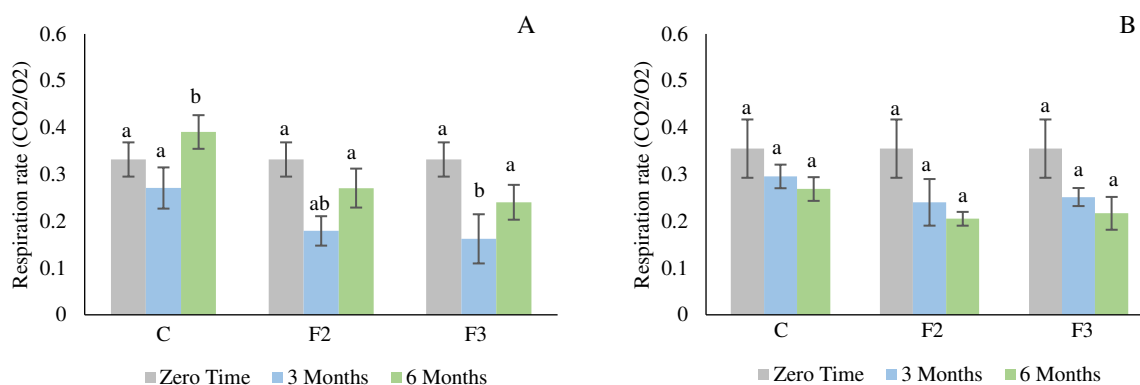 A
Respiration rate (CO2/O2)
0.6
0.5
0.4
0.3
0.2
0.1
0
a
a
b
a
ab
a
a
b
a
C
F2
F3
Zero Time
3 Months
6 Months
B
Respiration rate (CO2/O2)
0.6
0.5
0.4
0.3
0.2
0.1
0
a
a
a
a
a
a
a
a
a
C
F2
F3
Zero Time
3 Months
6 Months